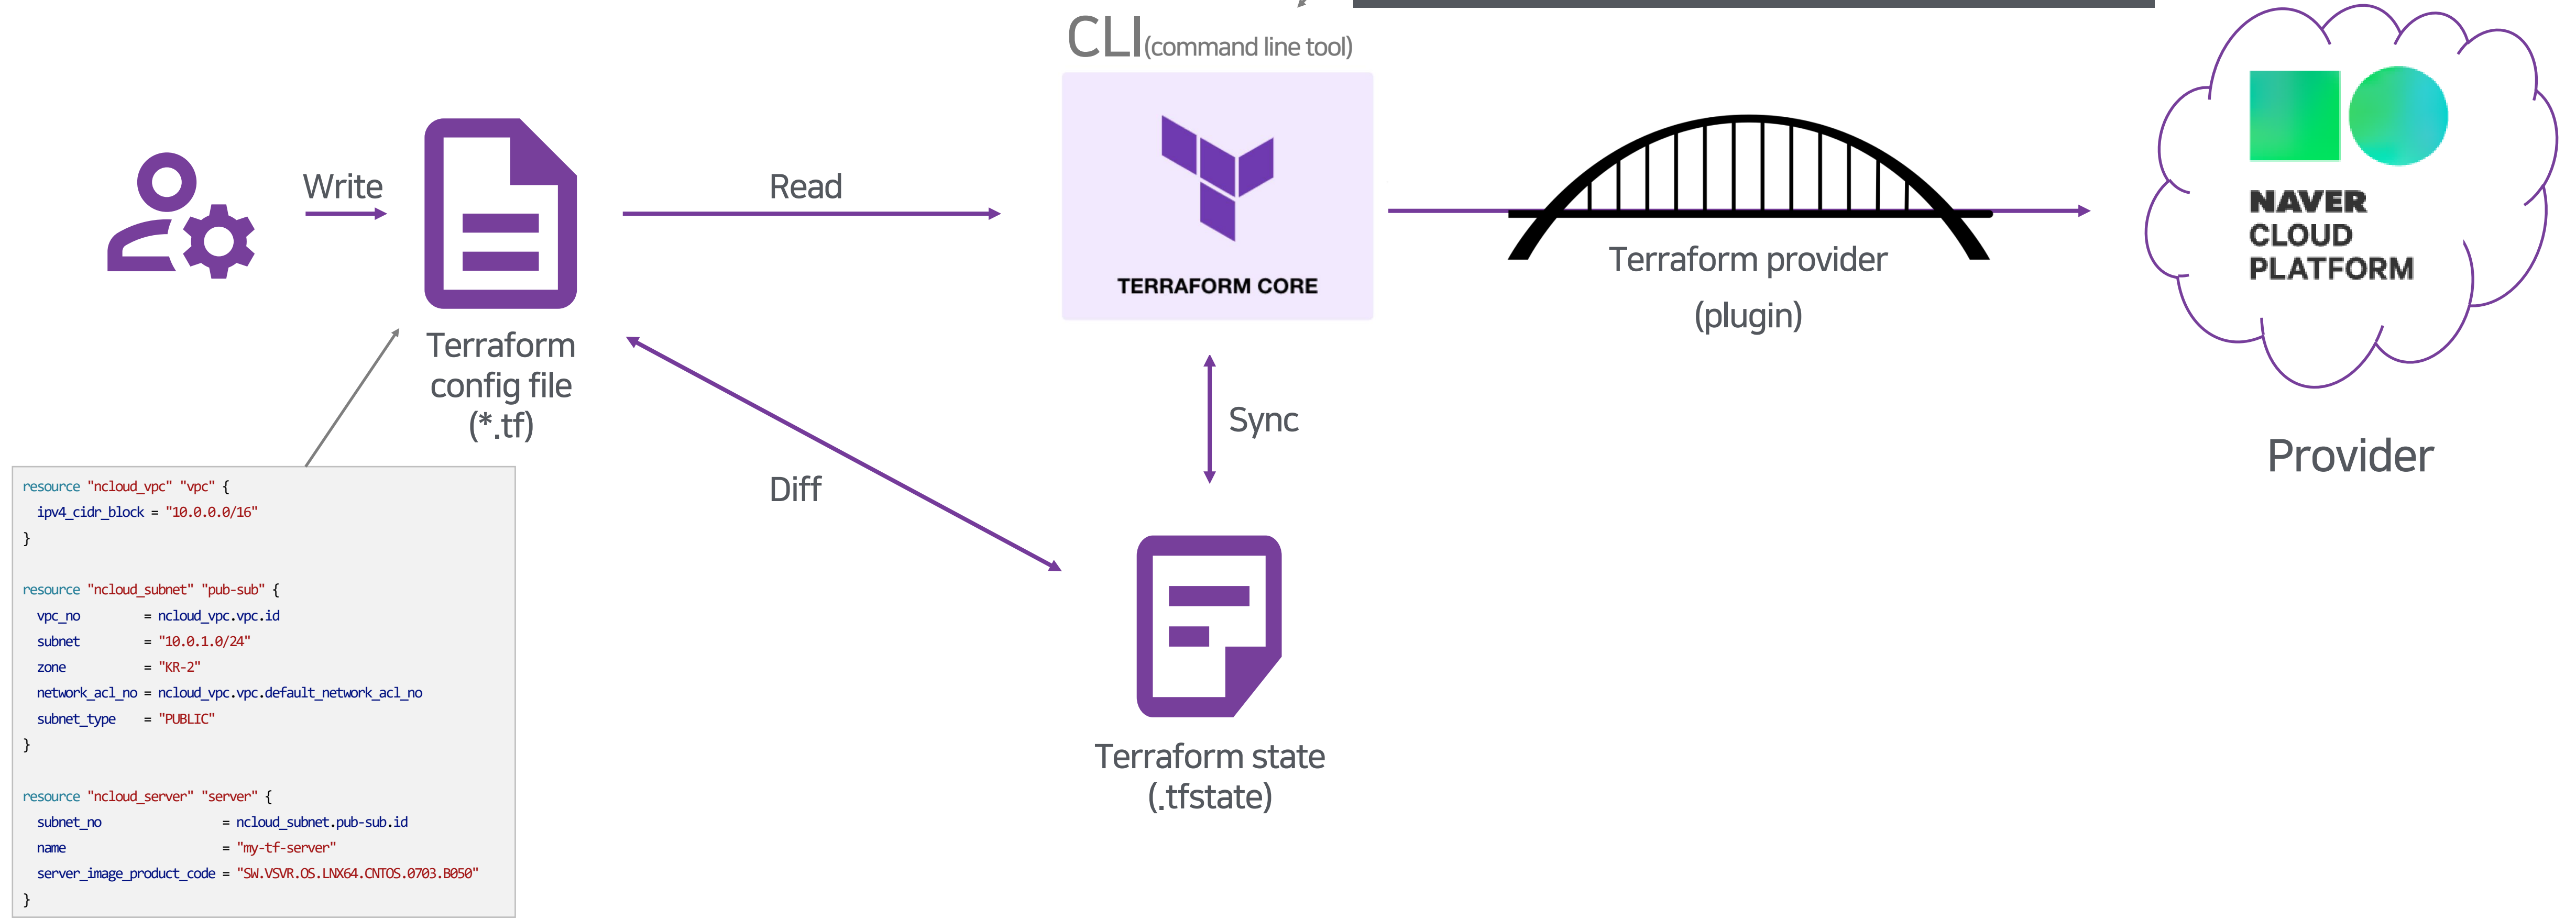 CLI(command line tool)
Write
Read
TERRAFORM CORE
Terraform provider
(plugin)
NAVER
CLOUD
PLATFORM
Provider
Terraform
config file
(*.tf)
Sync
Diff
Terraform state
(.tfstate)
resource "ncloud_vpc" "vpc" {
  ipv4_cidr_block = "10.0.0.0/16"
}
resource "ncloud_subnet" "pub-sub" {
  vpc_no         = ncloud_vpc.vpc.id
  subnet         = "10.0.1.0/24"
  zone           = "KR-2"
  network_acl_no = ncloud_vpc.vpc.default_network_acl_no
  subnet_type    = "PUBLIC"
}
resource "ncloud_server" "server" {
  subnet_no                 = ncloud_subnet.pub-sub.id
  name                      = "my-tf-server"
  server_image_product_code = "SW.VSVR.OS.LNX64.CNTOS.0703.B050"
}